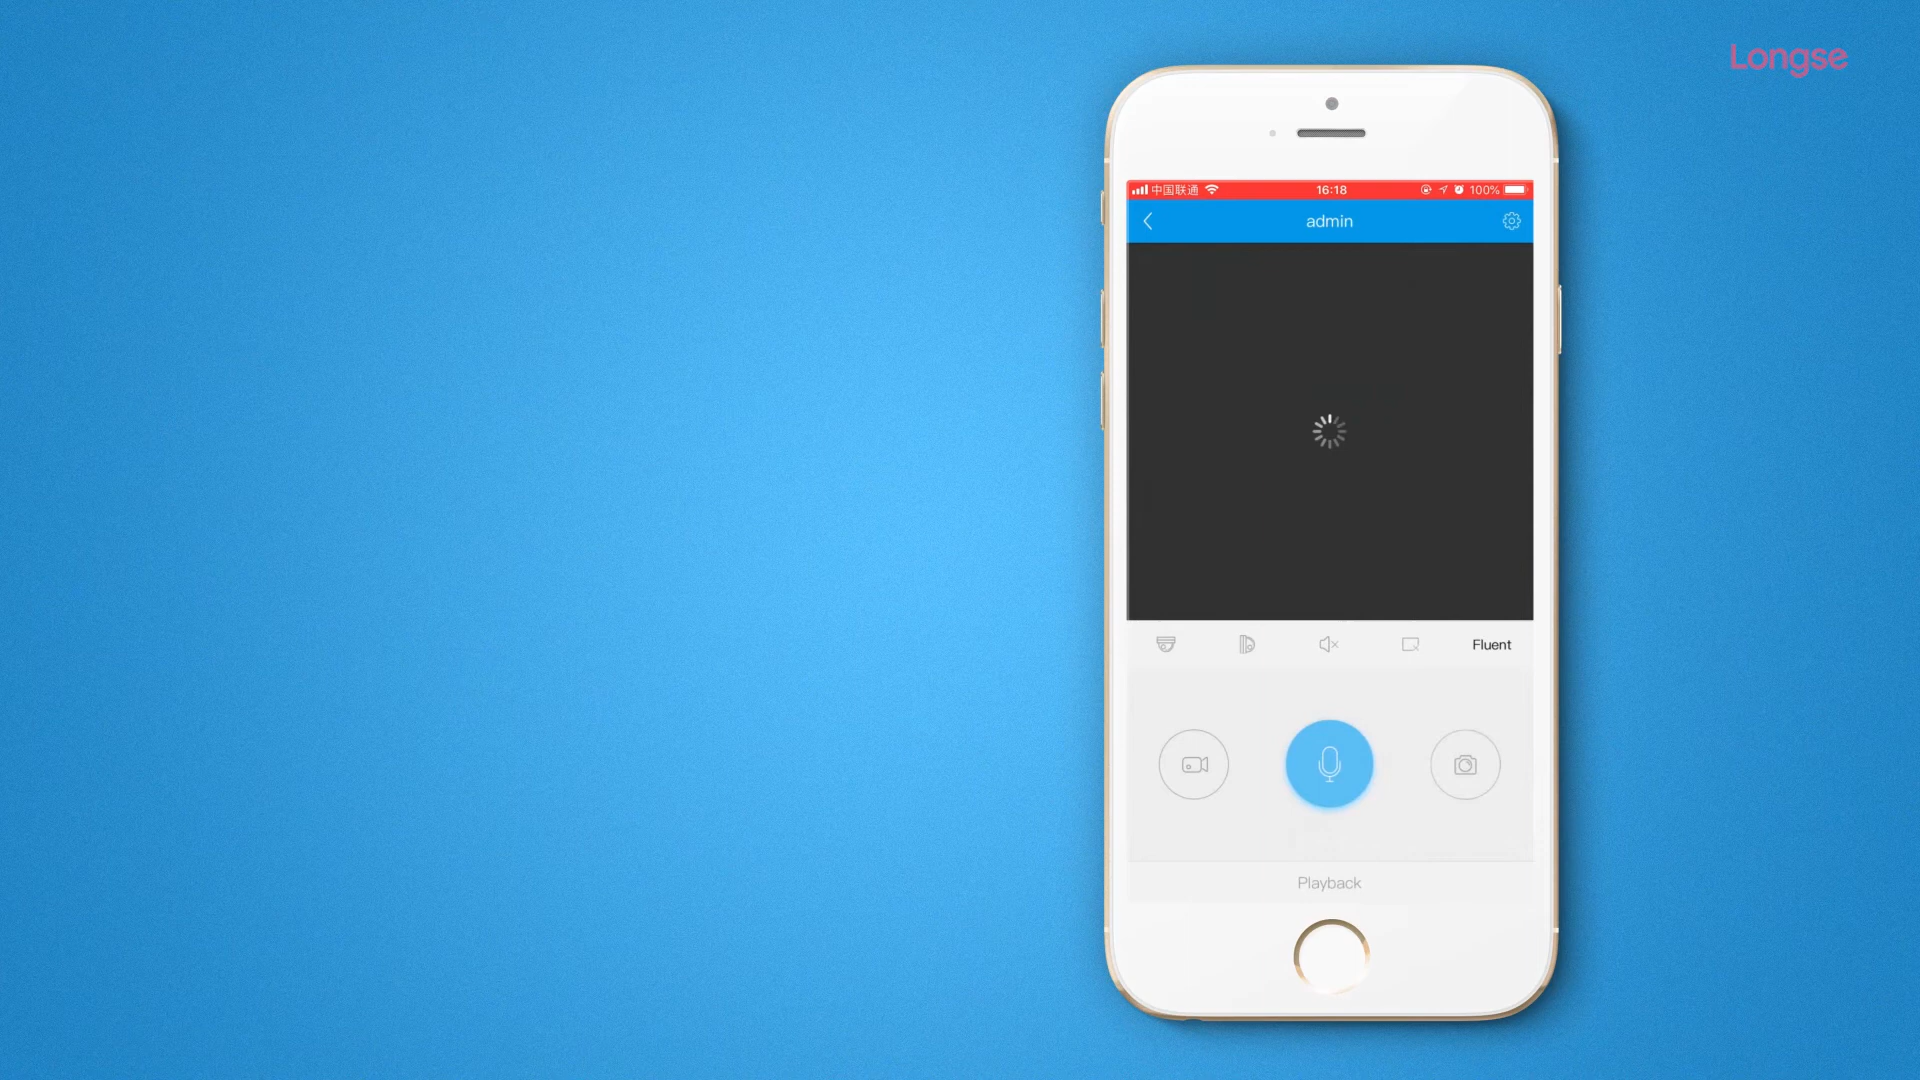 Longse
中国联通 16:18 100%
admin
Fluent
Playback